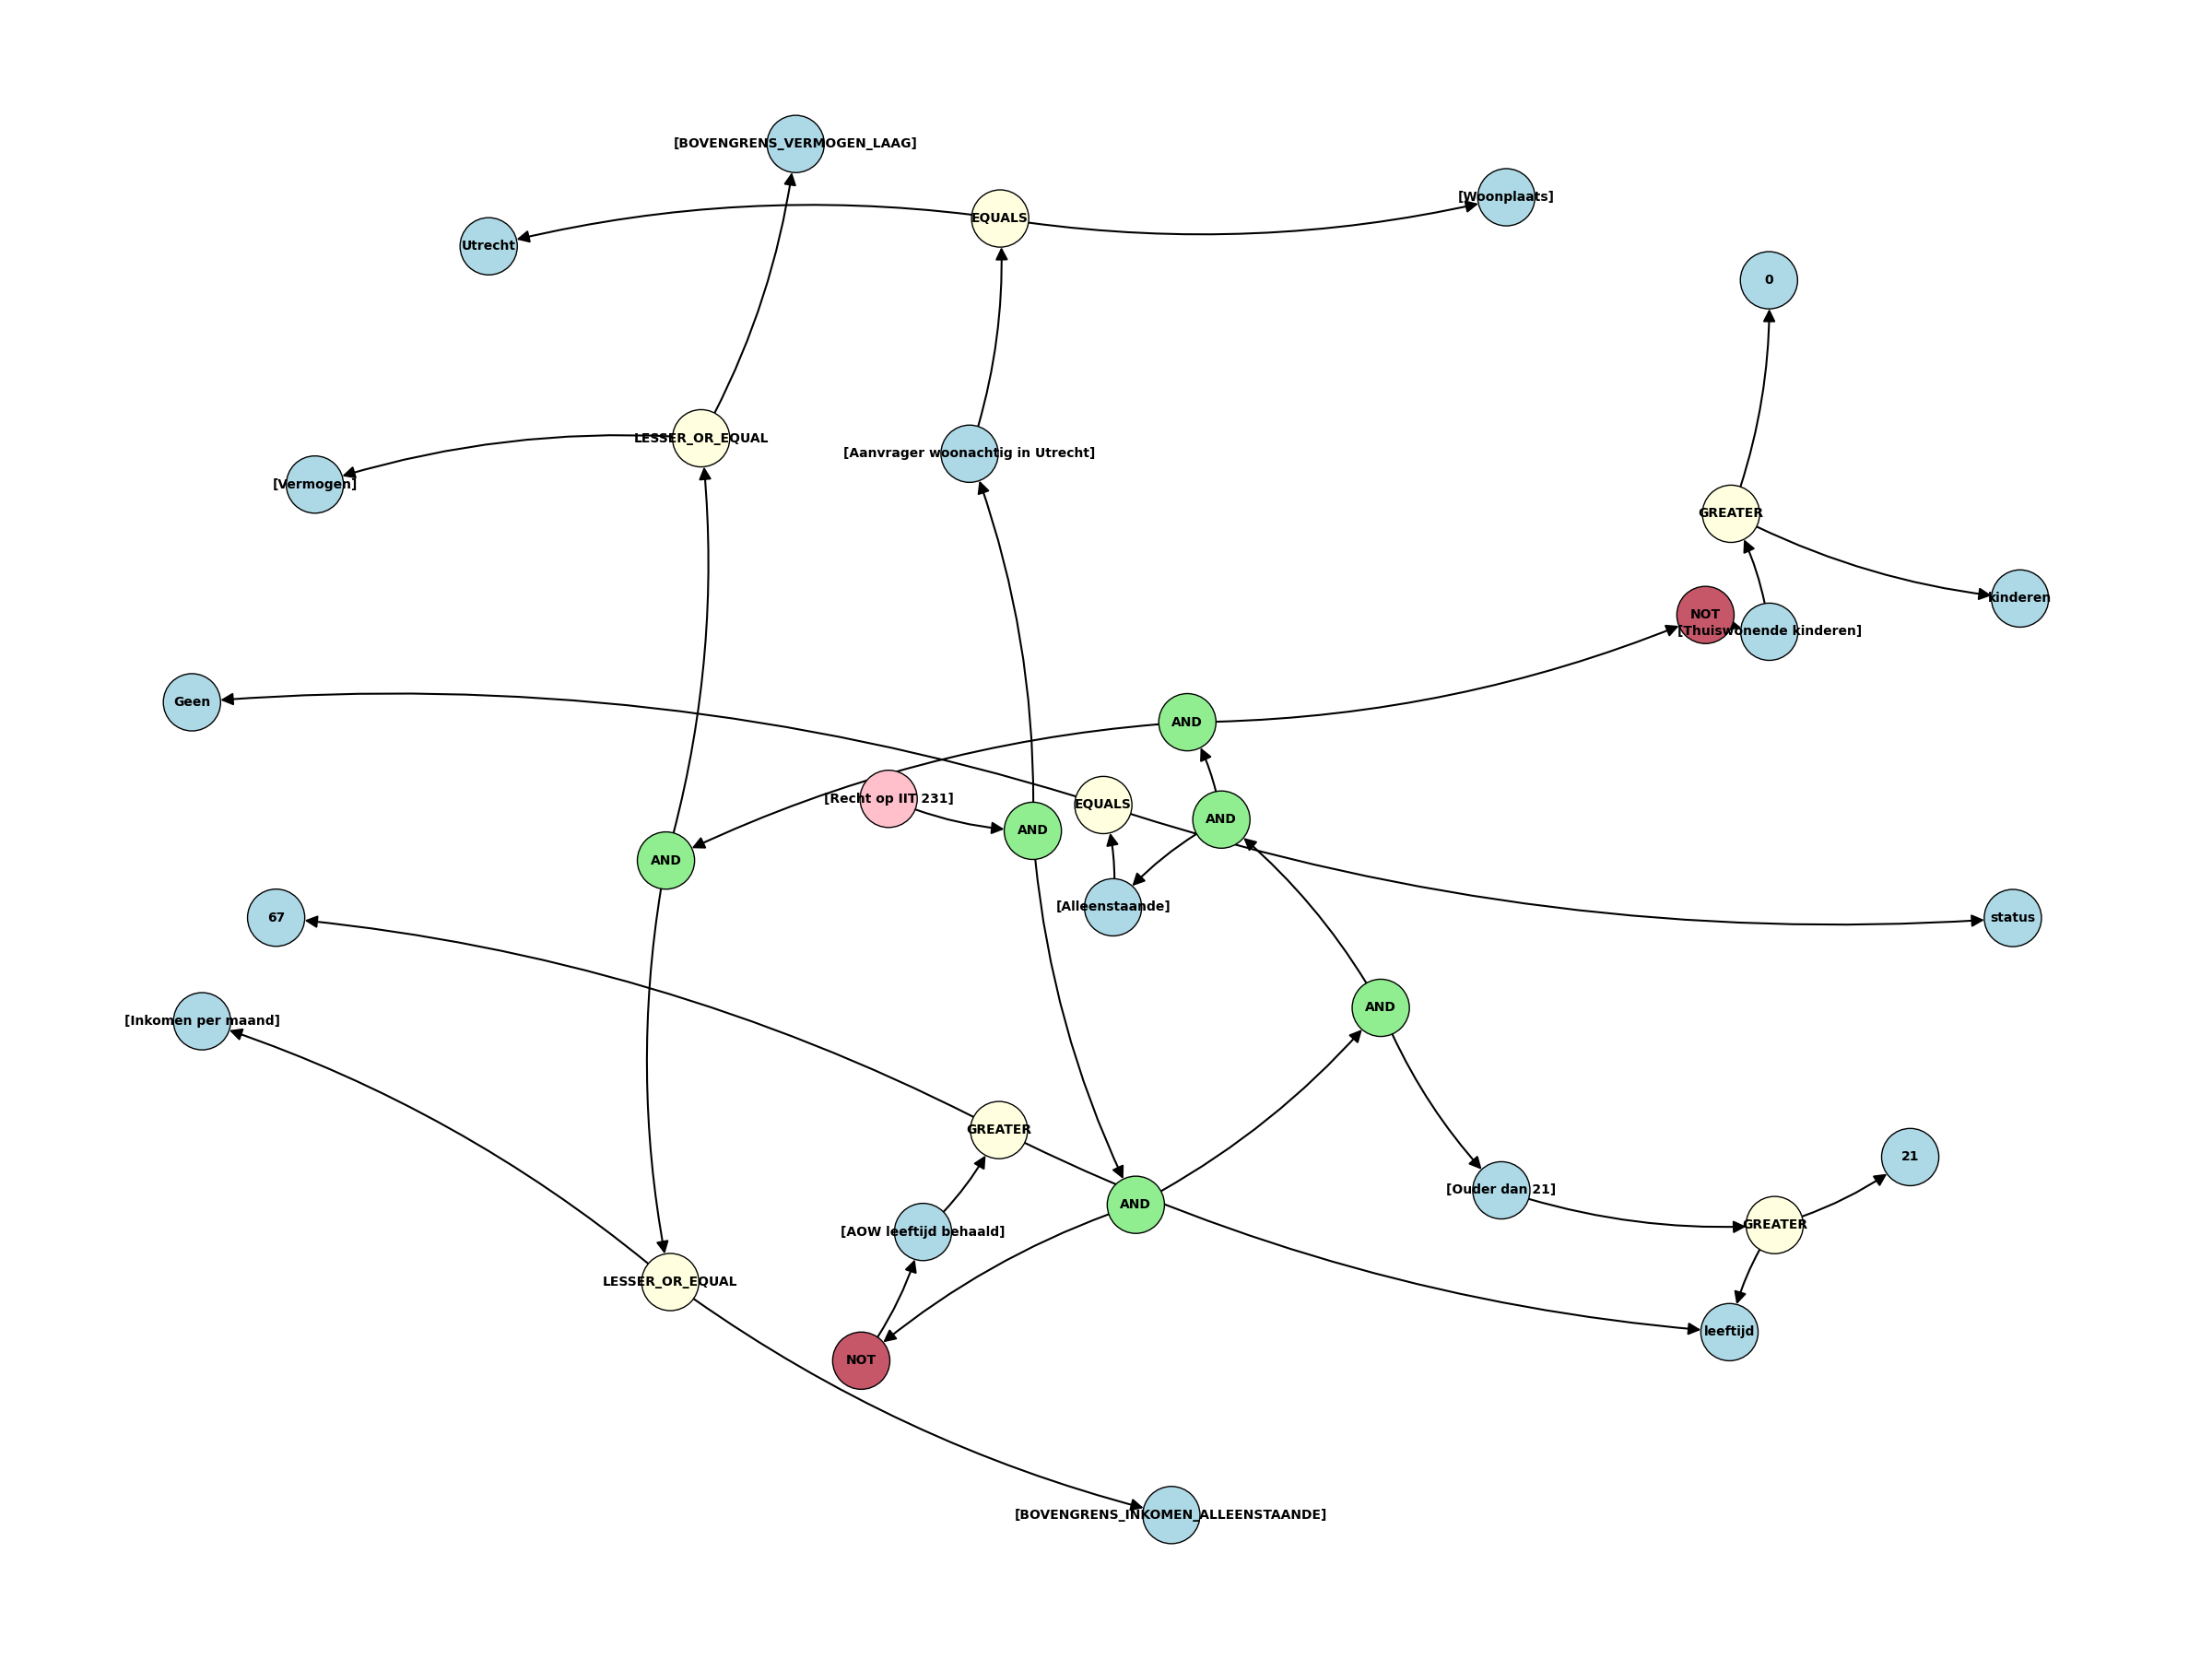 [BOVENGRENS_VERMOGEN_LAAG]
[Woonplaats]
EQUALS
Utrecht
0
LESSER_OR_EQUAL
[Aanvrager woonachtig in Utrecht]
[Vermogen]
GREATER
kinderen
NOT
[Thuiswonende kinderen]
Geen
AND
[Recht op IIT 231]
EQUALS
AND
AND
AND
[Alleenstaande]
67
status
AND
[Inkomen per maand]
GREATER
21
[Ouder dan 21]
AND
GREATER
[AOW leeftijd behaald]
LESSER_OR_EQUAL
leeftijd
NOT
[BOVENGRENS_INKOMEN_ALLEENSTAANDE]